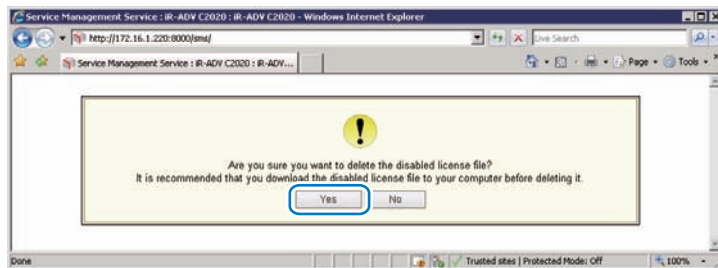 Service Management Service : iR-ADV C2020 : iR-ADV C2020 - Windows Internet Explorer
http://172.16.1.220:8000/sms/
Live Search
Service Management Service : iR-ADV C2020 : iR-ADV...
Page
Tools
Are you sure you want to delete the disabled license file?
It is recommended that you download the disabled license file to your computer before deleting it.
Yes No
Done
Trusted sites | Protected Mode: Off
100%